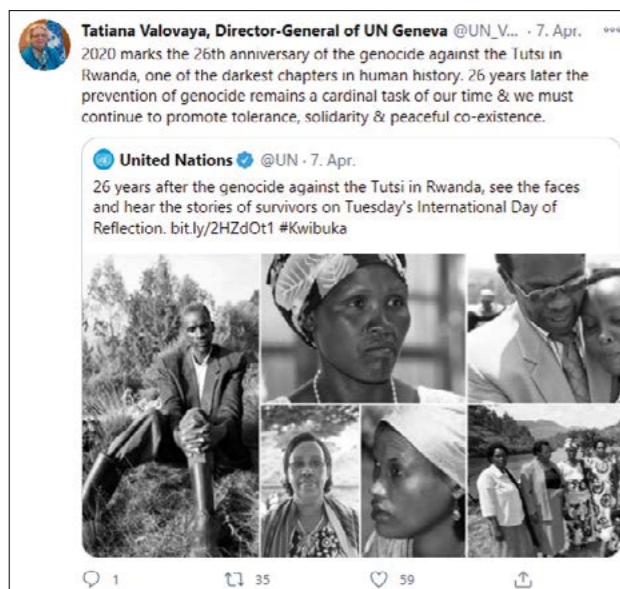 Tatiana Valovaya, Director-General of UN Geneva @UN_V... · 7. Apr.
2020 marks the 26th anniversary of the genocide against the Tutsi in
Rwanda, one of the darkest chapters in human history. 26 years later the
prevention of genocide remains a cardinal task of our time & we must
continue to promote tolerance, solidarity & peaceful co-existence.
United Nations @UN · 7. Apr.
26 years after the genocide against the Tutsi in Rwanda, see the faces
and hear the stories of survivors on Tuesday's International Day of
Reflection. bit.ly/2HZdOt1 #Kwibuka
1 35 59